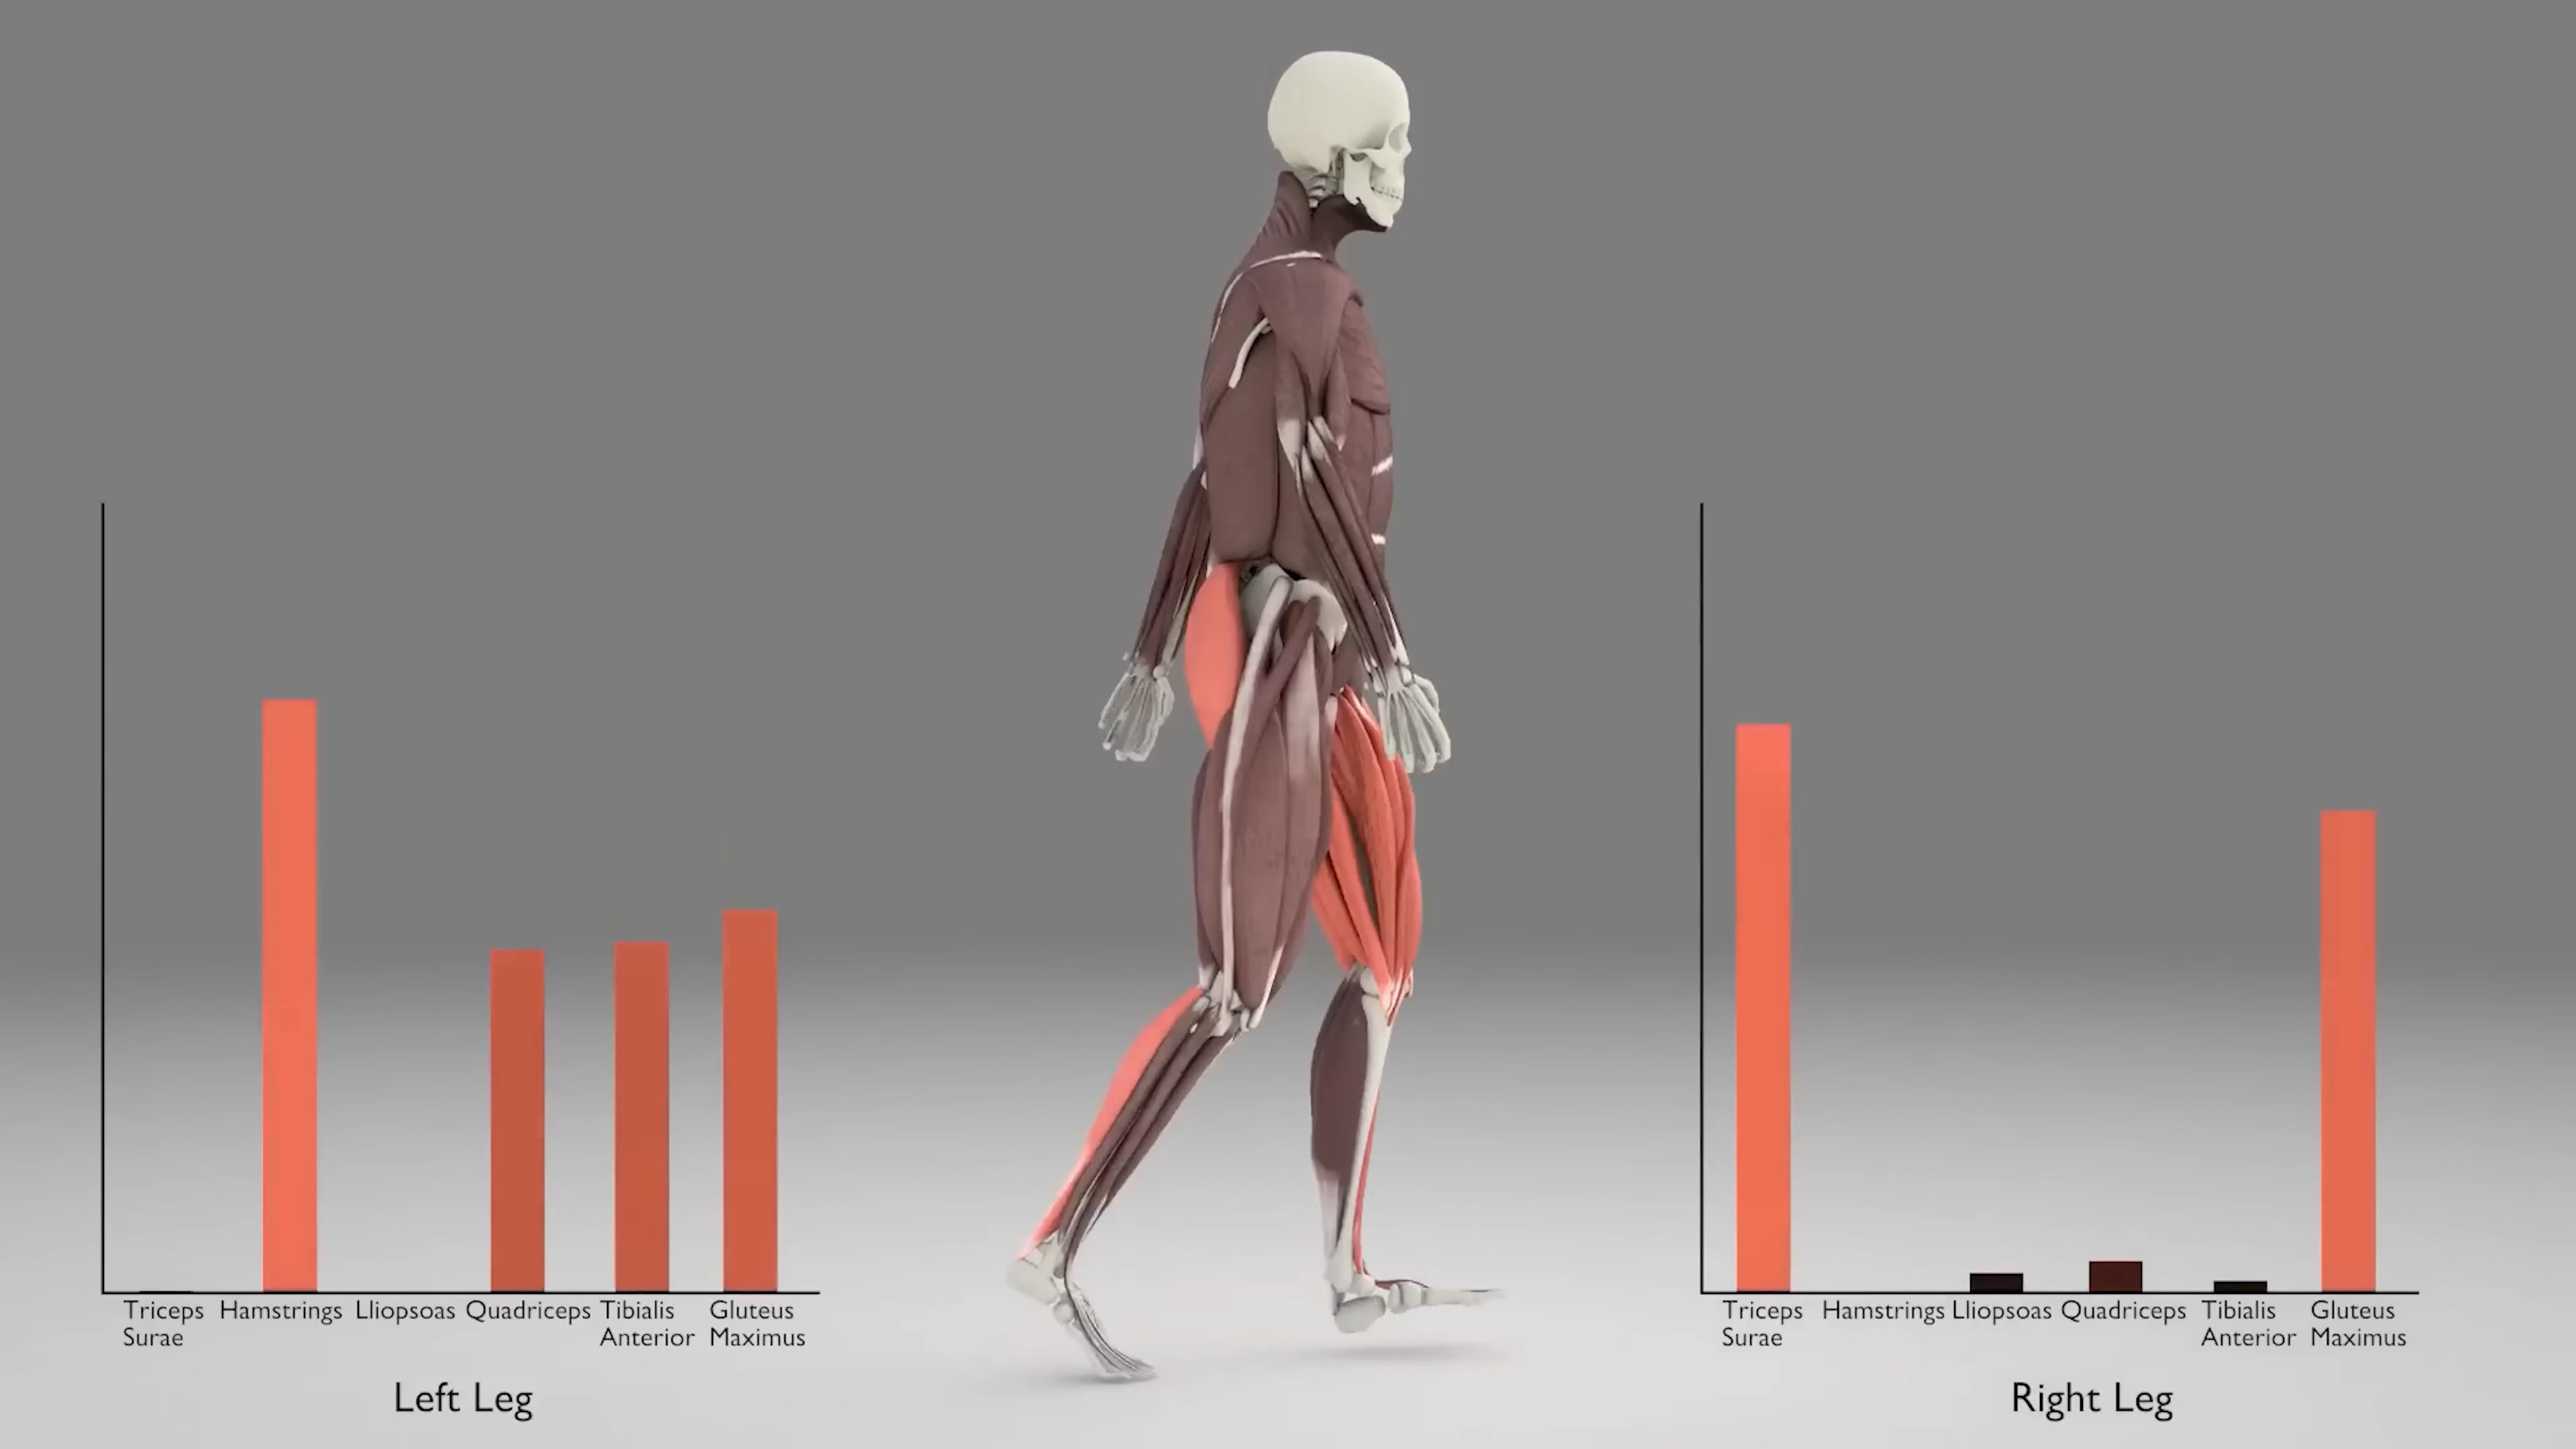 Triceps Surae
Hamstrings
Lliopsoas
Quadriceps
Tibialis Anterior
Gluteus Maximus
Left Leg
Triceps Surae
Hamstrings
Lliopsoas
Quadriceps
Tibialis Anterior
Gluteus Maximus
Right Leg